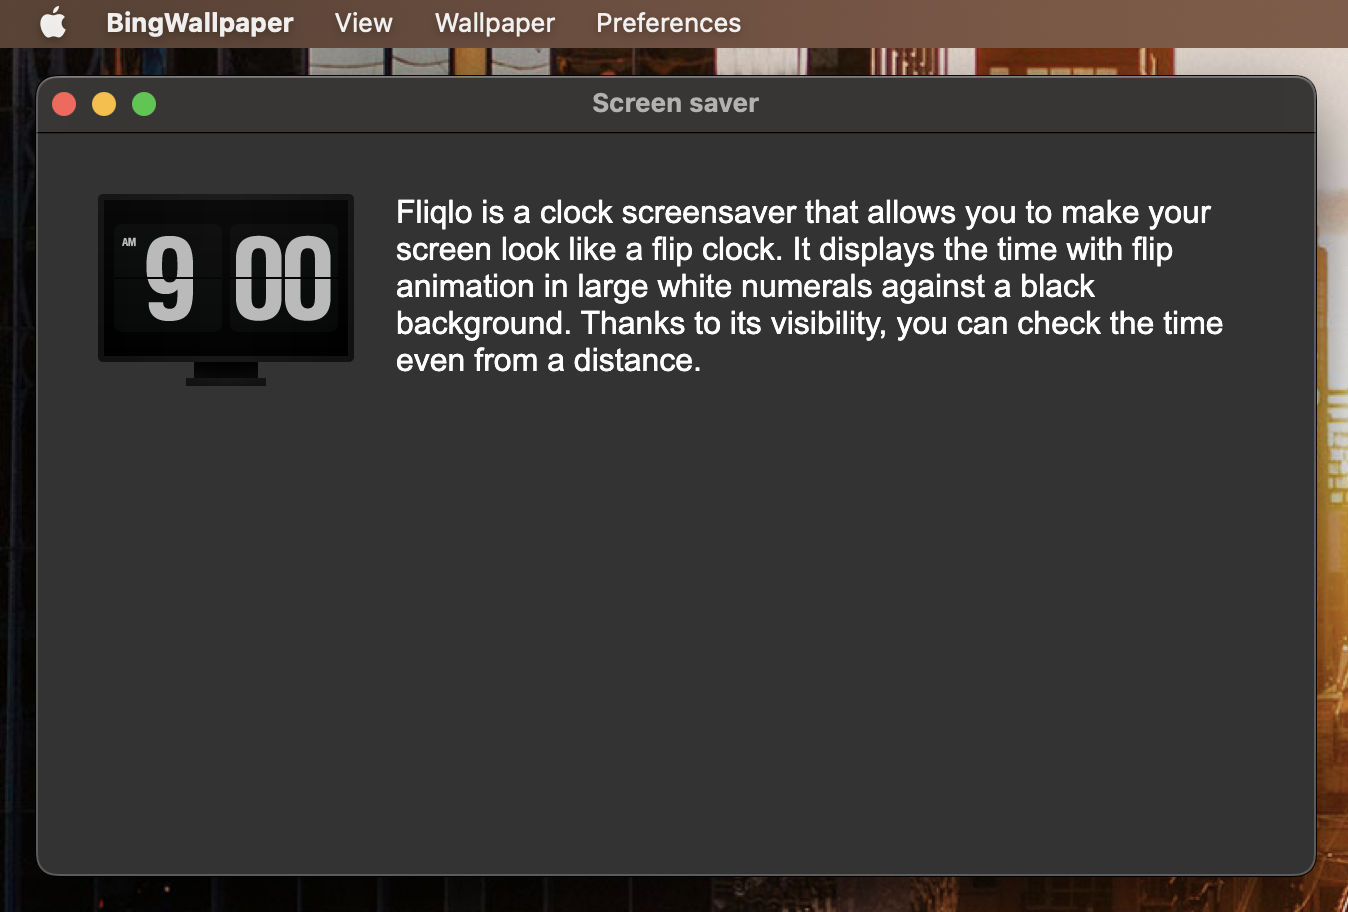 BingWallpaper View Wallpaper Preferences
Screen saver
AM
9 00
Fliqlo is a clock screensaver that allows you to make your
screen look like a flip clock. It displays the time with flip
animation in large white numerals against a black
background. Thanks to its visibility, you can check the time
even from a distance.